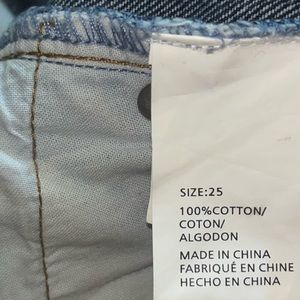 SIZE:25
100%COTTON/
COTON/
ALGODON
MADE IN CHINA
FABRIQUÉ EN CHINE
HECHO EN CHINA